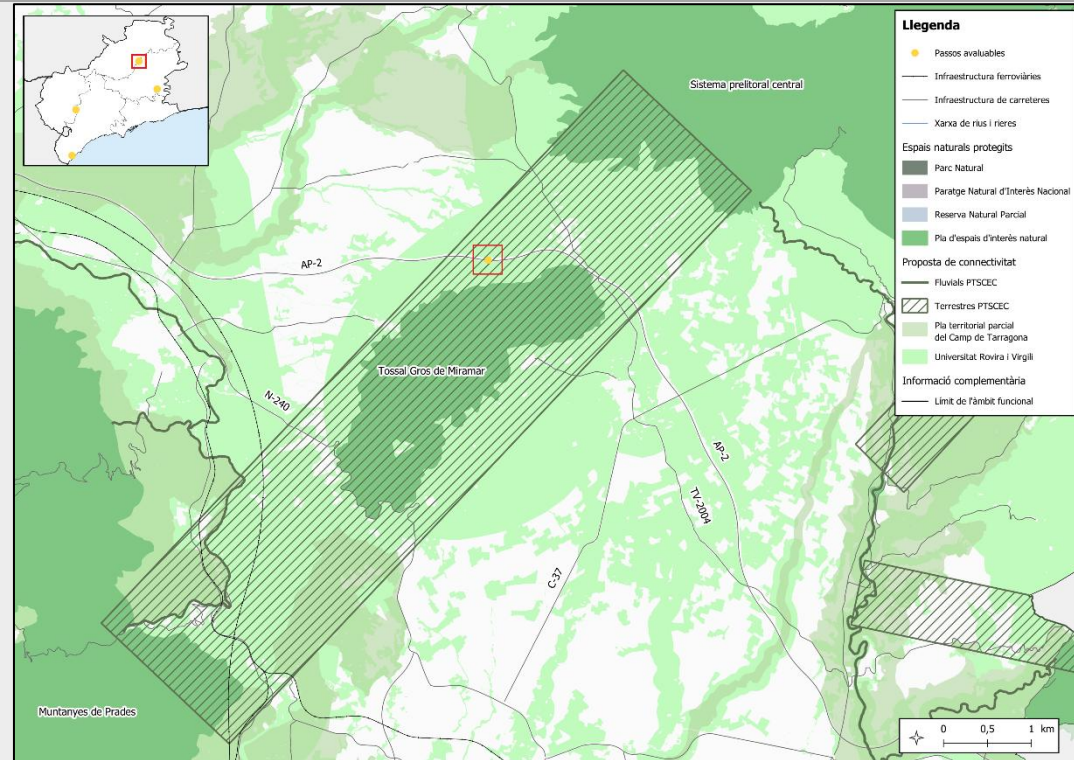 Sistema prelitoral central
AP-2
Tossal Gros de Miramar
N-240
AP-2
TV-2004
C-37
Muntanyes de Prades
Llegenda
Passos avaluables
Infraestructura ferroviàries
Infraestructura de carreteres
Xarxa de rius i rieres
Espais naturals protegits
Parc Natural
Paratge Natural d'Interès Nacional
Reserva Natural Parcial
Pla d'espais d'interès natural
Proposta de connectivitat
Fluvials PTSCEC
Terrestres PTSCEC
Pla territorial parcial
del Camp de Tarragona
Universitat Rovira i Virgili
Informació complementària
Límit de l'àmbit funcional
0 0,5 1 km